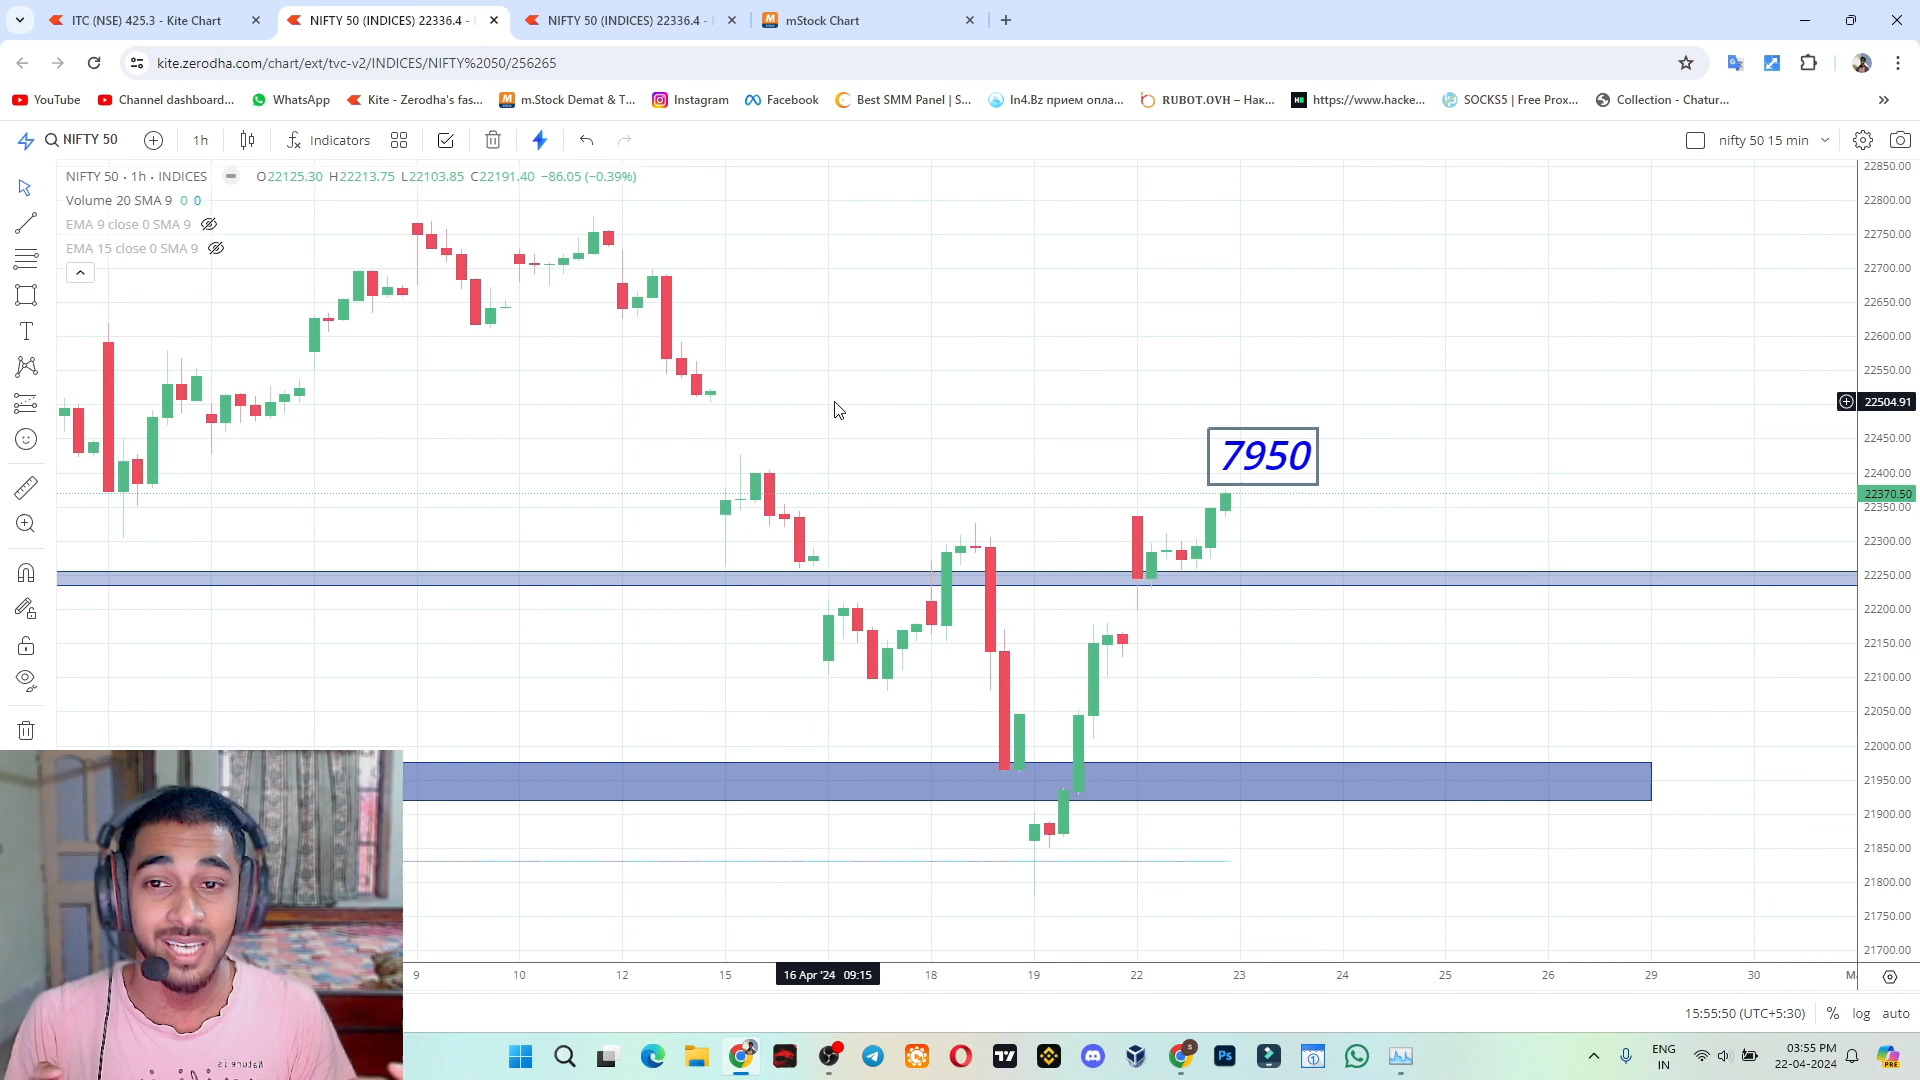 ITC (NSE) 425.3 - Kite Chart
NIFTY 50 (INDICES) 22336.4 -
NIFTY 50 (INDICES) 22336.4 -
mStock Chart
kite.zerodha.com/chart/ext/tvc-v2/INDICES/NIFTY%2050/256265
YouTube
Channel dashboard...
WhatsApp
Kite - Zerodha's fas...
m.Stock Demat & T...
Instagram
Facebook
Best SMM Panel | S...
In4.Bz прием опла...
RUBOT.OVH – Нак...
https://www.hacke...
SOCKS5 | Free Prox...
Collection - Chatur...
NIFTY 50
1h
Indicators
nifty 50 15 min
NIFTY 50 · 1h · INDICES
O22125.30 H22213.75 L22103.85 C22191.40 −86.05 (−0.39%)
Volume 20 SMA 9 0 0
EMA 9 close 0 SMA 9
EMA 15 close 0 SMA 9
22850.00
22800.00
22750.00
22700.00
22650.00
22600.00
22550.00
22504.91
22450.00
22400.00
22370.50
22350.00
22300.00
22250.00
22200.00
22150.00
22100.00
22050.00
22000.00
21950.00
21900.00
21850.00
21800.00
21750.00
21700.00
7950
9
10
12
15
16 Apr '24 09:15
18
19
22
23
24
25
26
29
30
M
15:55:50 (UTC+5:30)
%
log
auto
ENG
IN
03:55 PM
22-04-2024